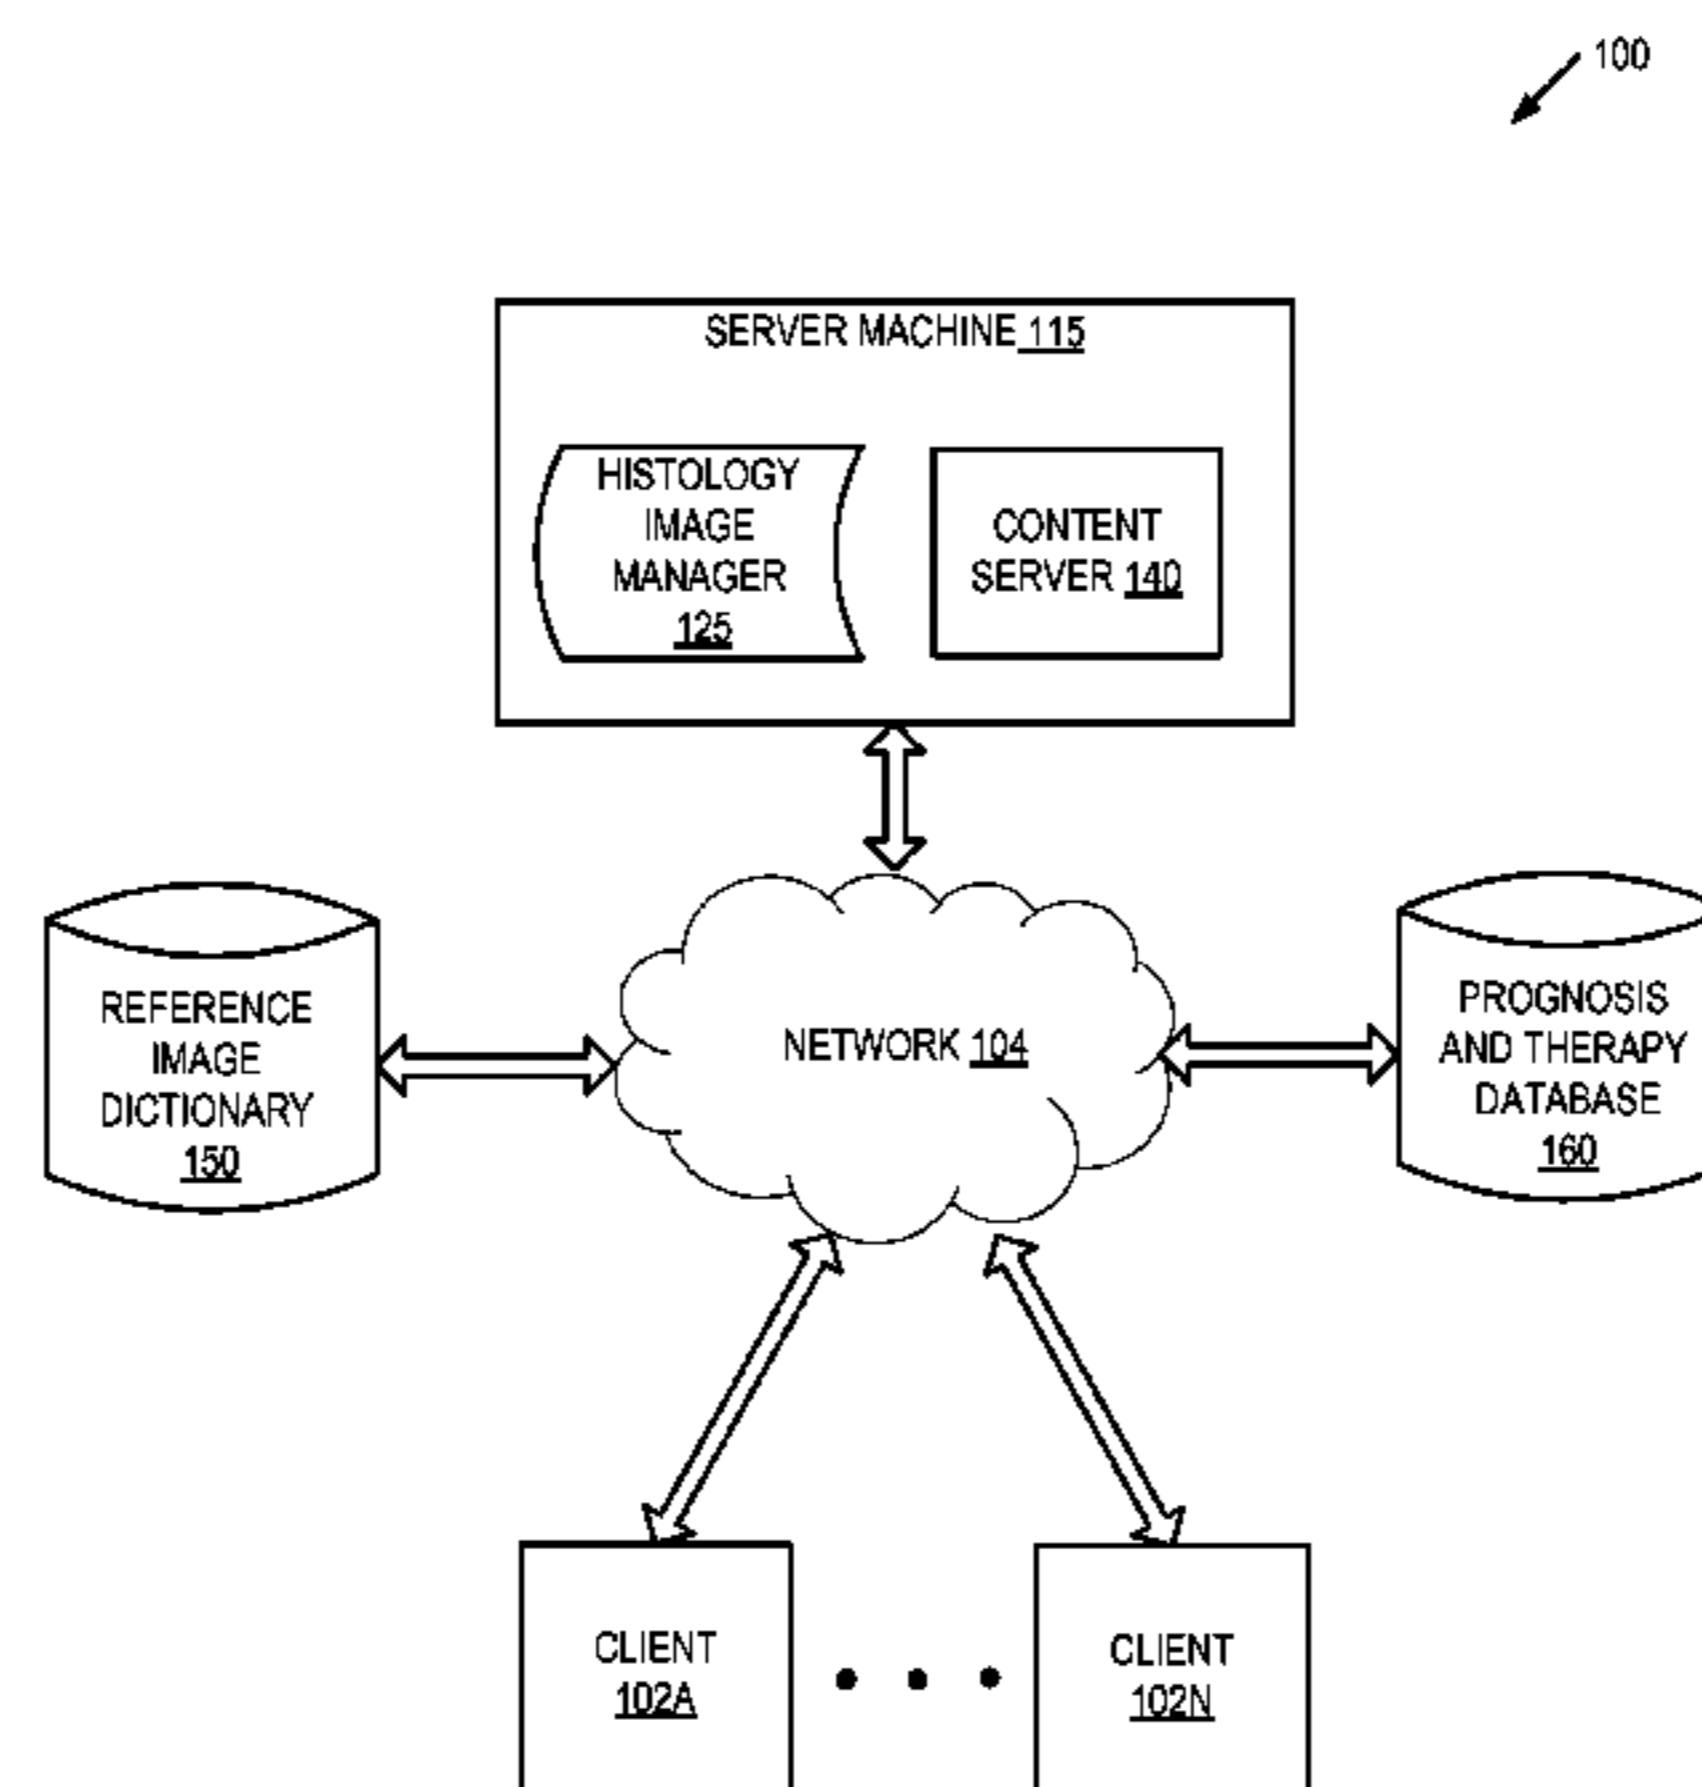 100
SERVER MACHINE 115
HISTOLOGY
IMAGE
MANAGER
125
CONTENT
SERVER 140
REFERENCE
IMAGE
DICTIONARY
150
NETWORK 104
PROGNOSIS
AND THERAPY
DATABASE
160
CLIENT
102A
CLIENT
102N